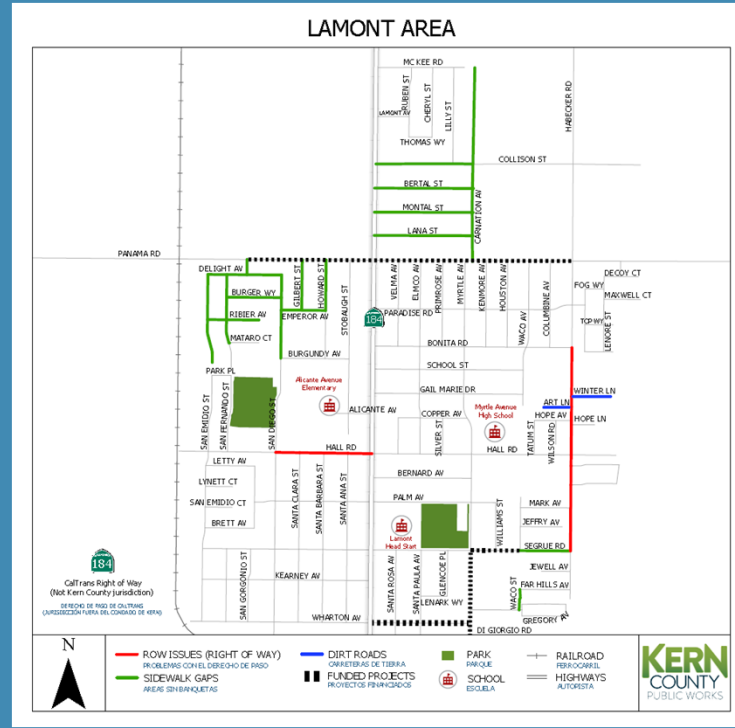 LAMONT AREA
MC KEE RD
RUBEN ST
CHERYL ST
LILLY ST
LAMONT AV
THOMAS WY
HABECKER RD
COLLISON ST
BERTAL ST
MONTAL ST
LANA ST
CARNATION AV
PANAMA RD
DELIGHT AV
GILBERT ST
HOWARD ST
STOBAUGH ST
BURGER WY
RIBIER AV
EMPEROR AV
MATARO CT
BURGUNDY AV
PARK PL
184
VELMA AV
ELMCO AV
PRIMROSE AV
MYRTLE AV
KENMORE AV
HOUSTON AV
WACO AV
COLUMBINE AV
PARADISE RD
DECOY CT
FOG WY
MAXWELL CT
TOP WY
LENORE ST
BONITA RD
SCHOOL ST
GAIL MARIE DR
WINTER LN
ART LN
Alicante Avenue
Elementary
ALICANTE AV
COPPER AV
Myrtle Avenue
High School
HOPE AV
HOPE LN
SAN EMIDIO ST
SAN FERNANDO ST
SAN DIEGO ST
SILVER ST
TATUM ST
WILSON RD
HALL RD
HALL RD
LETTY AV
LYNETT CT
SAN EMIDIO CT
BRETT AV
SANTA CLARA ST
SANTA BARBARA ST
SANTA ANA ST
BERNARD AV
PALM AV
Lamont
Head Start
WILLIAMS ST
MARK AV
JEFFRY AV
SEGRUE RD
JEWELL AV
FAR HILLS AV
WACO ST
GREGORY AV
DI GIORGIO RD
SAN GORGONIO ST
KEARNEY AV
WHARTON AV
SANTA ROSA AV
SANTA PAULA AV
GLENCOE PL
LENARK WY
184
CalTrans Right of Way
(Not Kern County jurisdiction)
DERECHO DE PASO DE CALTRANS
(JURISDICCIÓN FUERA DEL CONDADO DE KERN)
N
ROW ISSUES (RIGHT OF WAY)
PROBLEMAS CON EL DERECHO DE PASO
SIDEWALK GAPS
AREAS SIN BANQUETAS
DIRT ROADS
CARRETERAS DE TIERRA
FUNDED PROJECTS
PROYECTOS FINANCIADOS
PARK
PARQUE
SCHOOL
ESCUELA
RAILROAD
FERROCARRIL
HIGHWAYS
AUTOPISTA
KERN
COUNTY
PUBLIC WORKS